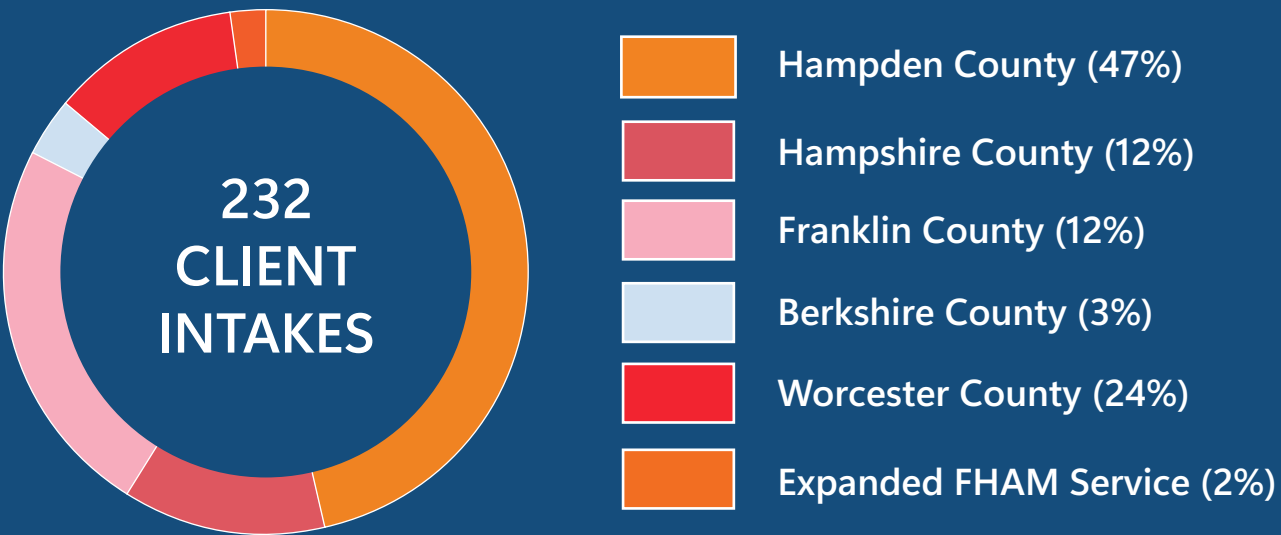 232
CLIENT
INTAKES
Hampden County (47%)
Hampshire County (12%)
Franklin County (12%)
Berkshire County (3%)
Worcester County (24%)
Expanded FHAM Service (2%)